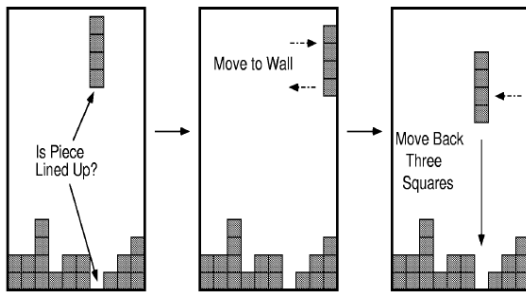 Is Piece
Lined Up?
Move to Wall
Move Back
Three
Squares